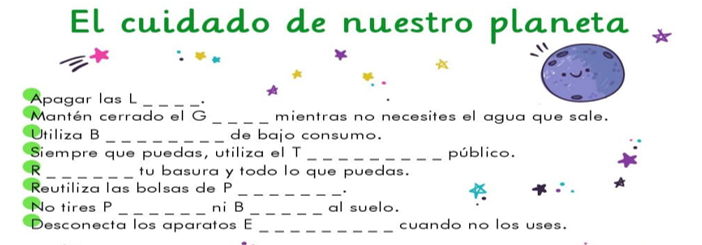 El cuidado de nuestro planeta
Apagar las L _ _ _ _.
Mantén cerrado el G _ _ _ _ mientras no necesites el agua que sale.
Utiliza B _ _ _ _ _ _ _ _ de bajo consumo.
Siempre que puedas, utiliza el T _ _ _ _ _ _ _ _ _ público.
R _ _ _ _ _ _ tu basura y todo lo que puedas.
Reutiliza las bolsas de P _ _ _ _ _ _ _.
No tires P _ _ _ _ _ _ ni B _ _ _ _ _ al suelo.
Desconecta los aparatos E _ _ _ _ _ _ _ _ _ cuando no los uses.